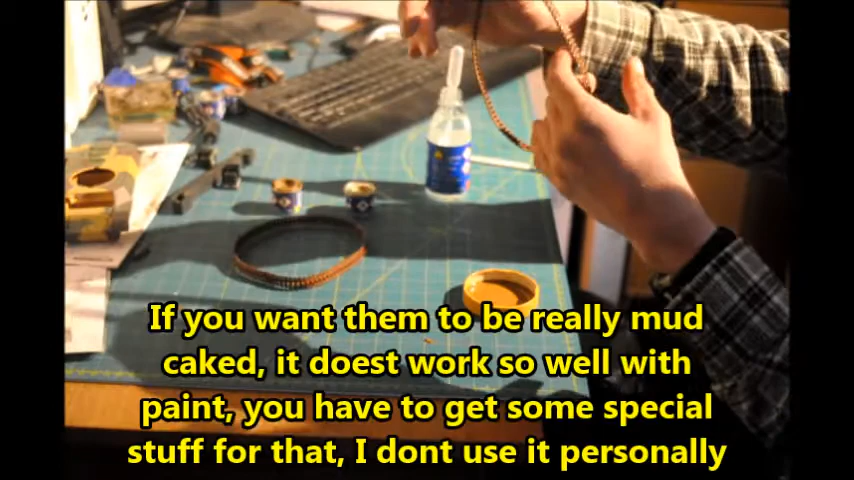 If you want them to be really mud
caked, it doest work so well with
paint, you have to get some special
stuff for that, I dont use it personally